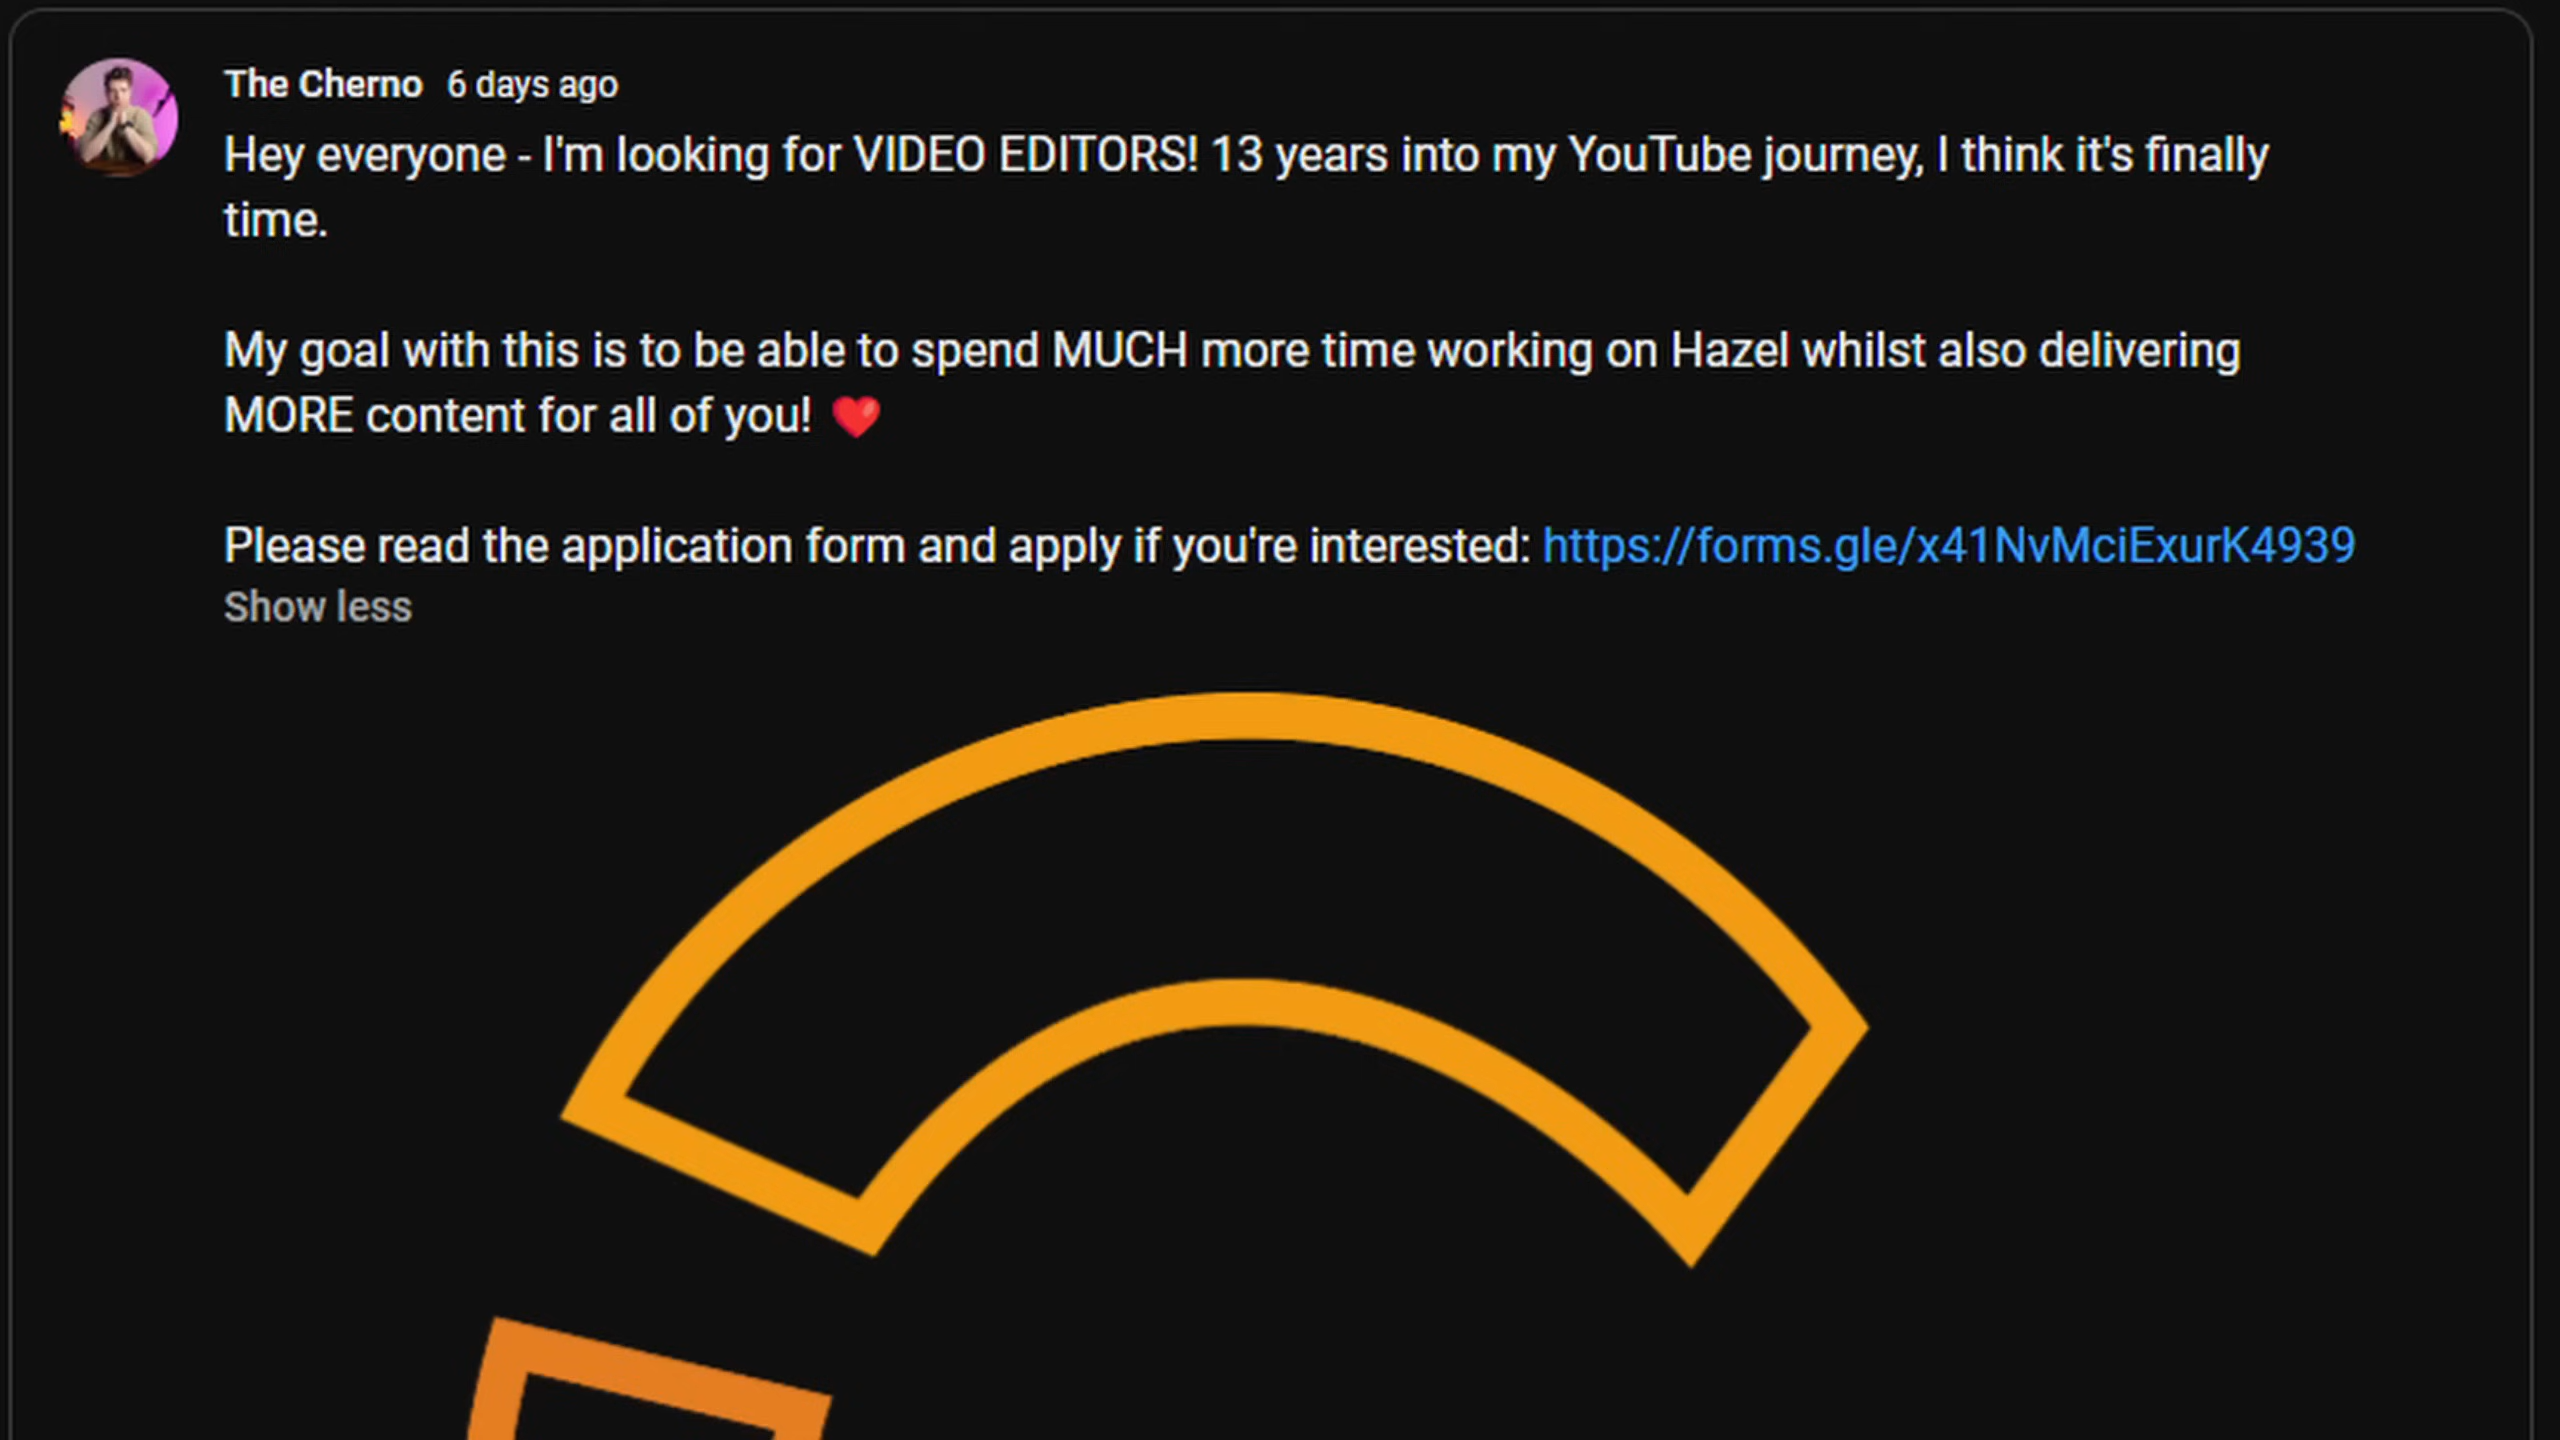 The Cherno 6 days ago
Hey everyone - I'm looking for VIDEO EDITORS! 13 years into my YouTube journey, I think it's finally
time.
My goal with this is to be able to spend MUCH more time working on Hazel whilst also delivering
MORE content for all of you! ❤️
Please read the application form and apply if you're interested: https://forms.gle/x41NvMciExurK4939
Show less